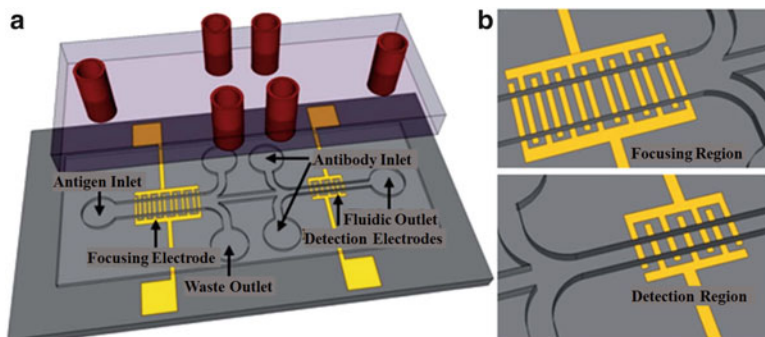 a
Antigen Inlet
Antibody Inlet
Fluidic Outlet
Detection Electrodes
Focusing Electrode
Waste Outlet
b
Focusing Region
Detection Region